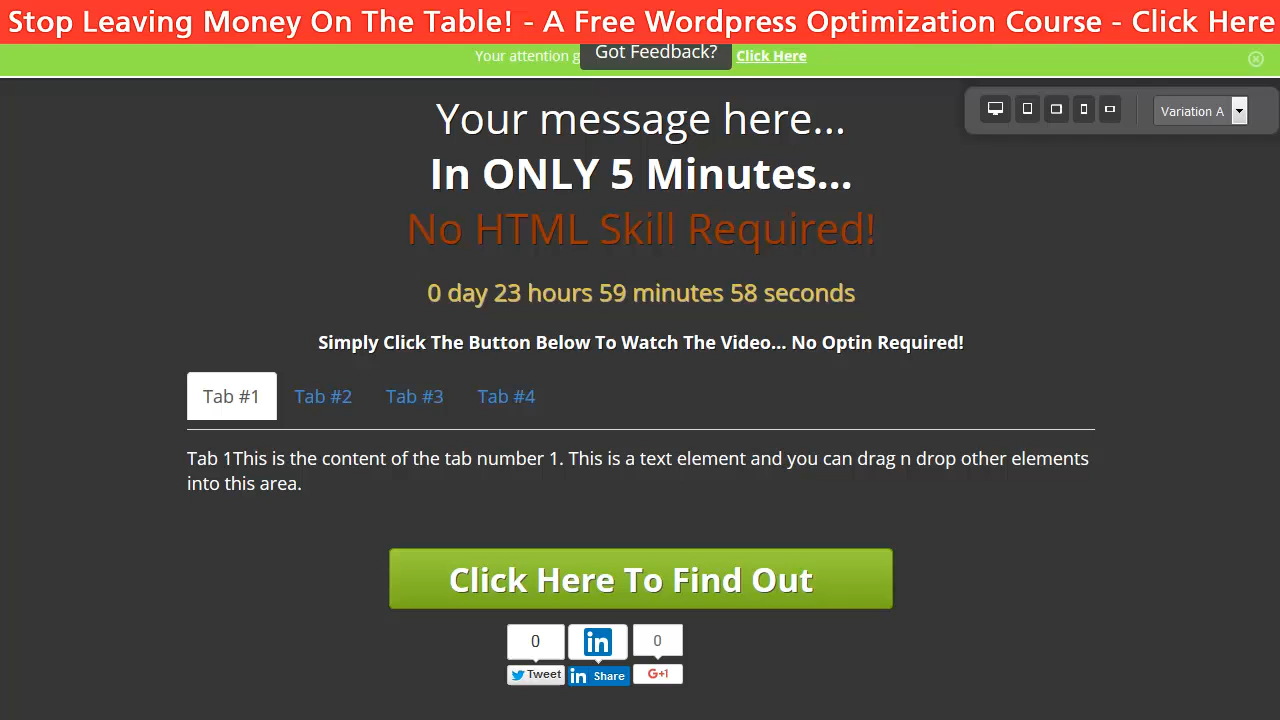 Stop Leaving Money On The Table! - A Free Wordpress Optimization Course - Click Here
Your attention g
Got Feedback?
Click Here
Variation A
Your message here...
In ONLY 5 Minutes...
No HTML Skill Required!
0 day 23 hours 59 minutes 58 seconds
Simply Click The Button Below To Watch The Video... No Optin Required!
Tab #1 Tab #2 Tab #3 Tab #4
Tab 1This is the content of the tab number 1. This is a text element and you can drag n drop other elements
into this area.
Click Here To Find Out
0 in 0
Tweet in Share G+1